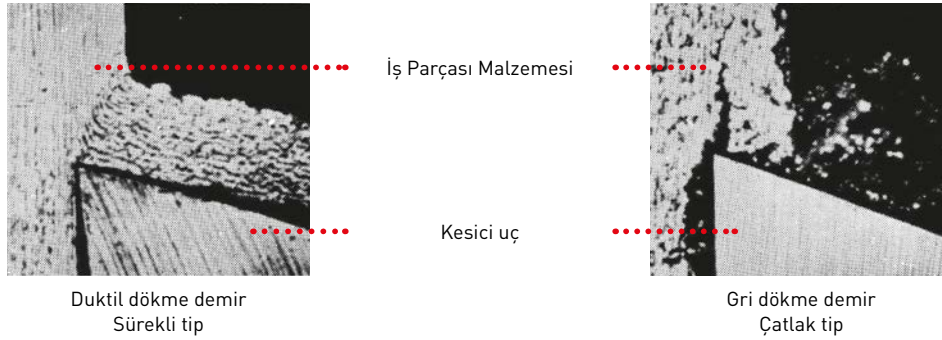 İş Parçası Malzemesi
Kesici uç
Duktil dökme demir
Sürekli tip
Gri dökme demir
Çatlak tip